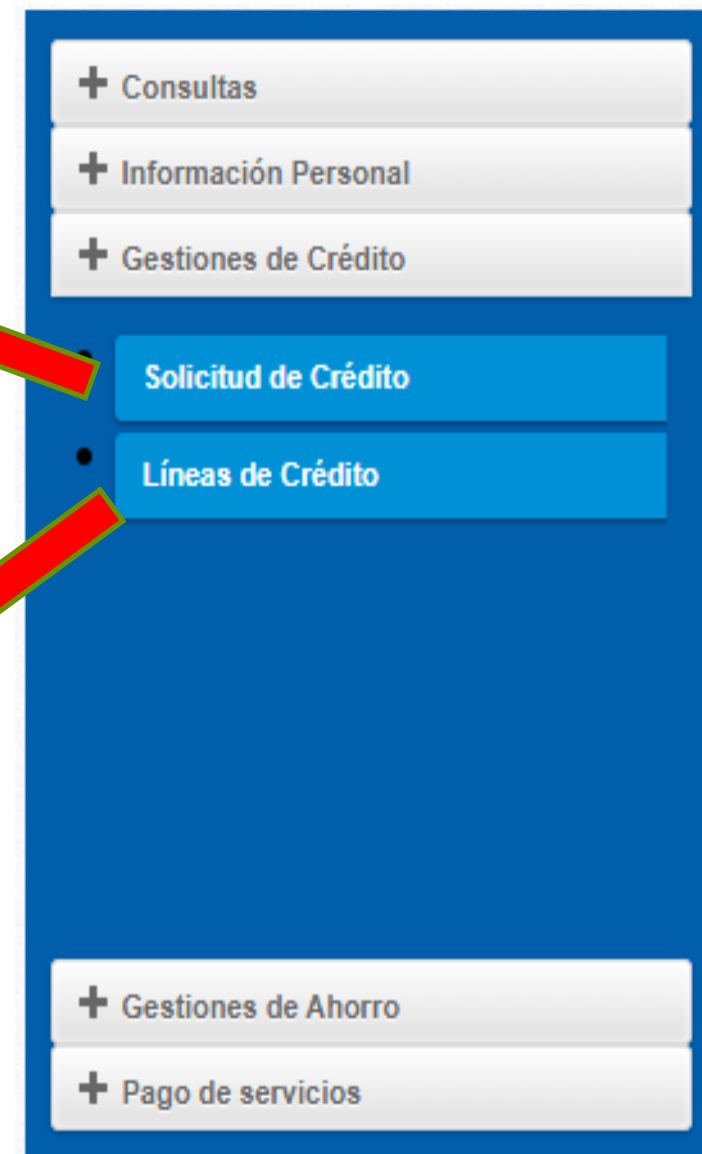 + Consultas
+ Información Personal
+ Gestiones de Crédito
• Solicitud de Crédito
• Líneas de Crédito
+ Gestiones de Ahorro
+ Pago de servicios